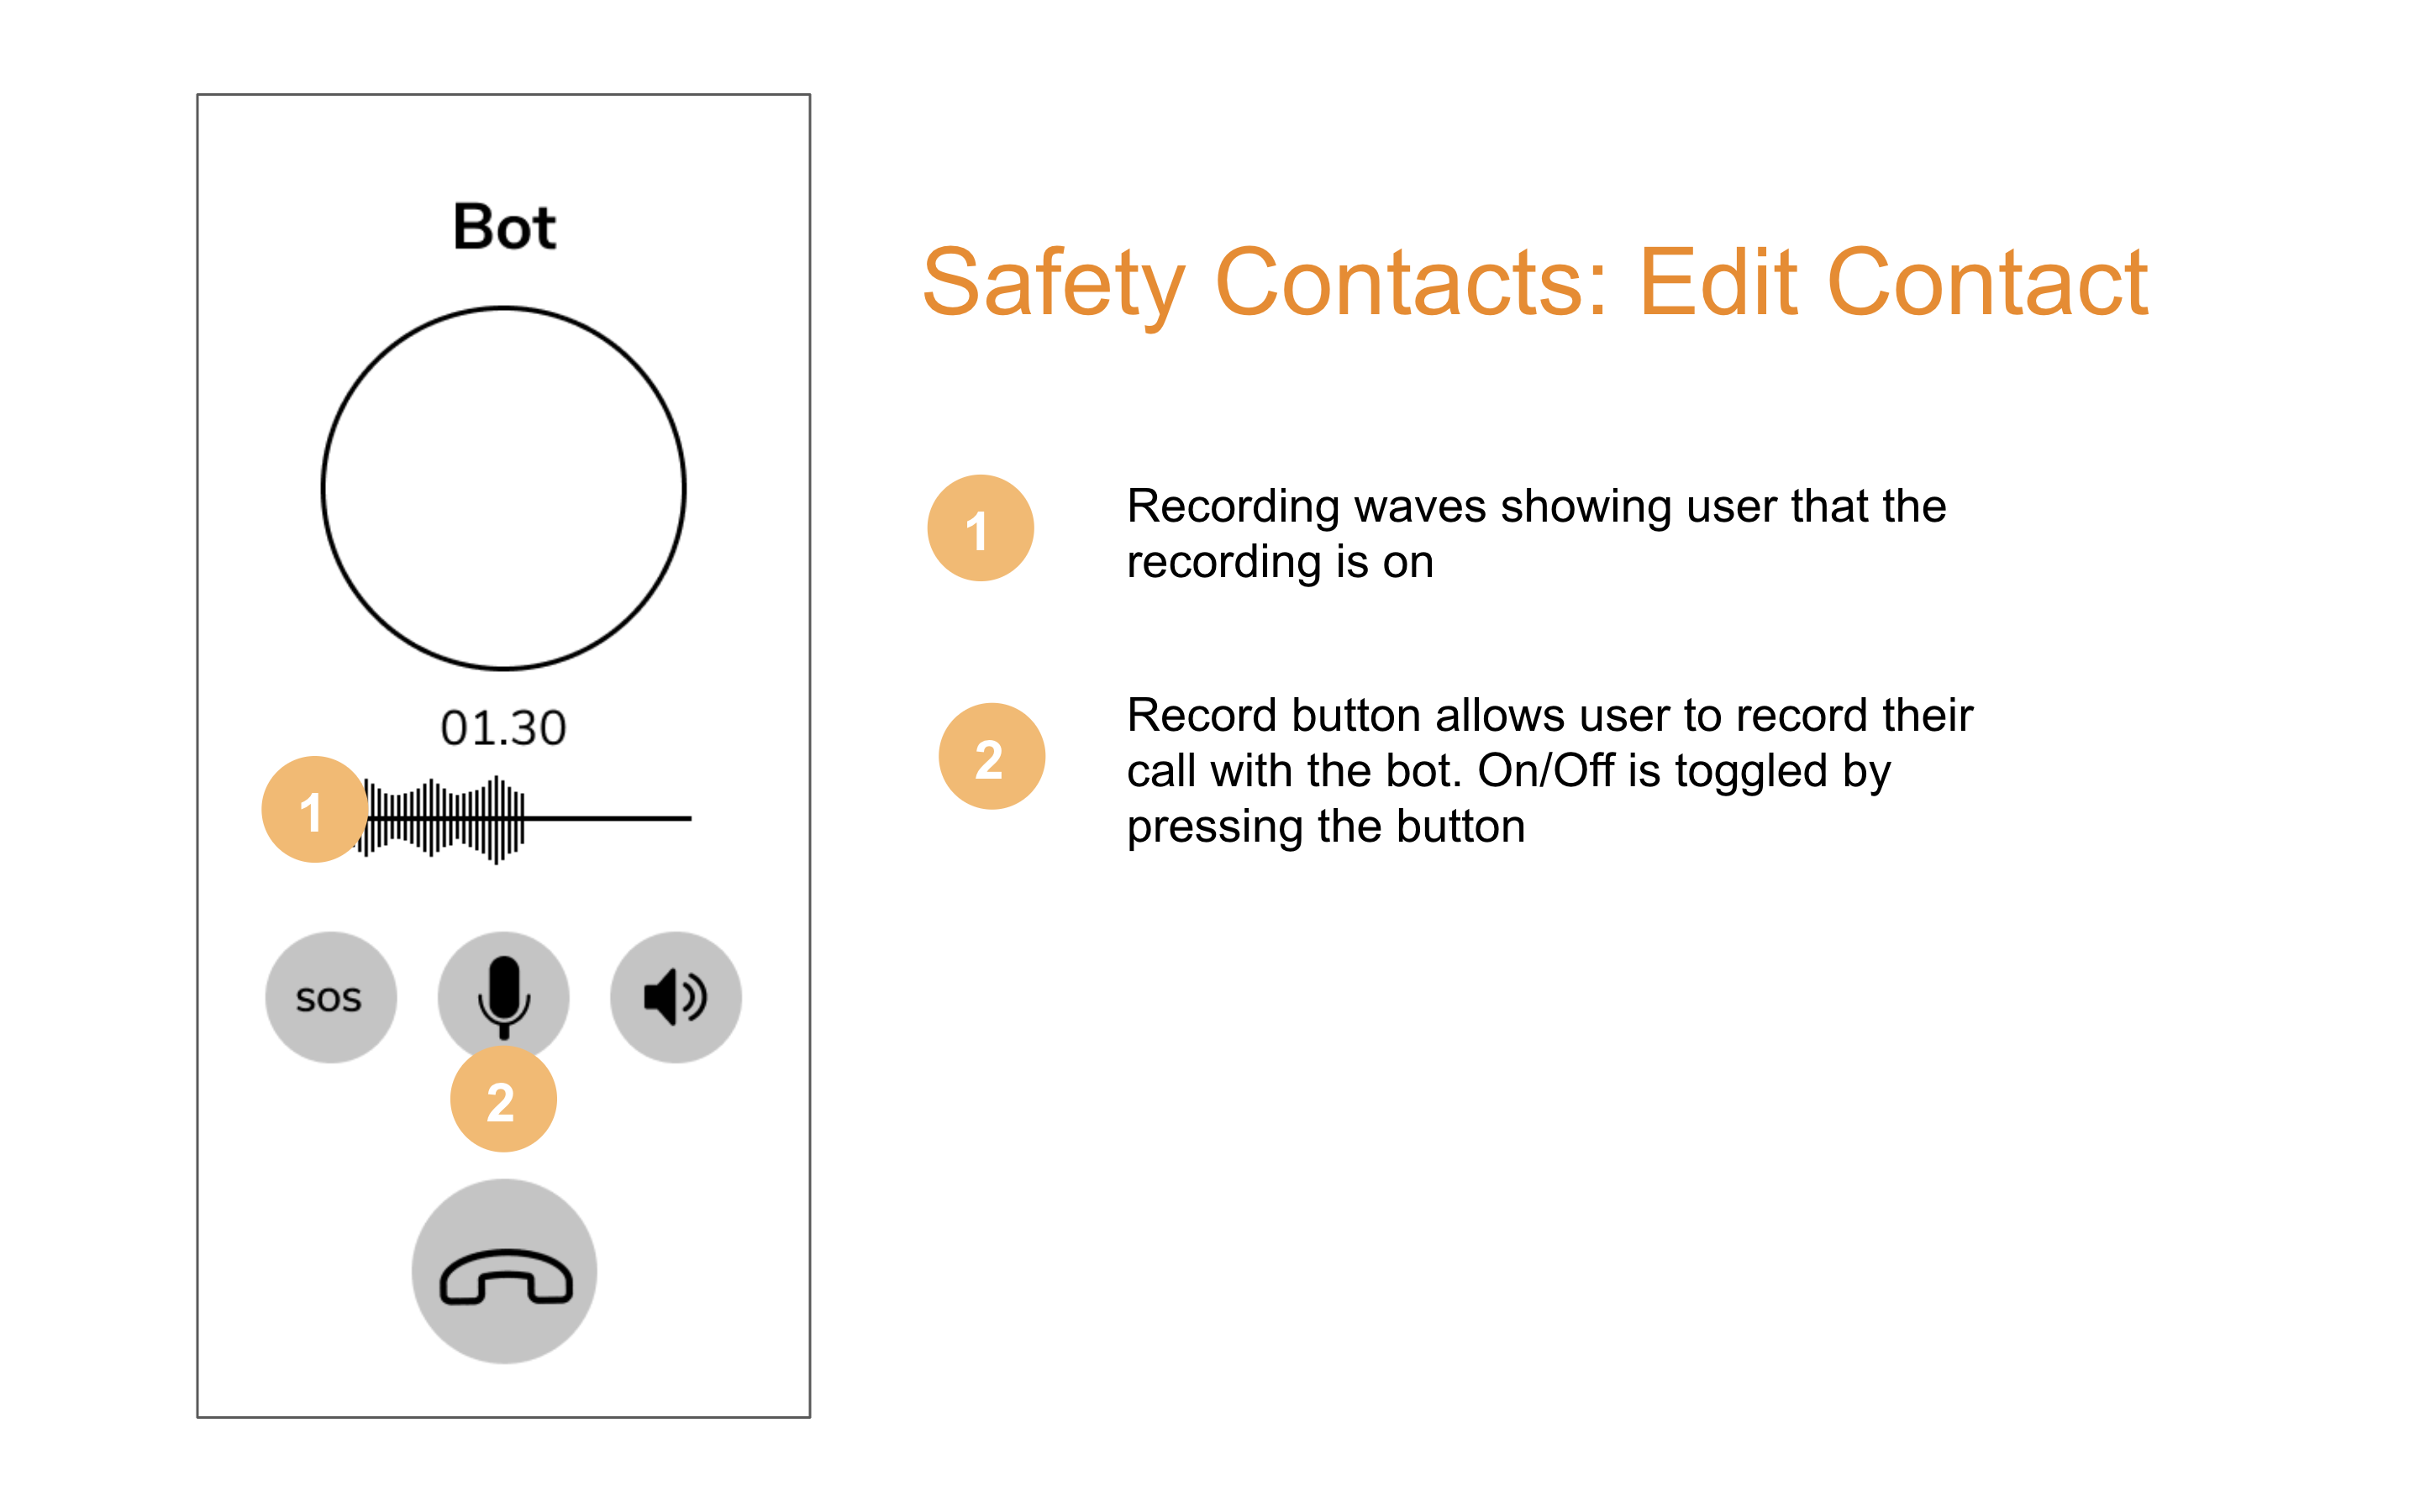 Bot
01.30
1
sos
2
Safety Contacts: Edit Contact
1
Recording waves showing user that the
recording is on
2
Record button allows user to record their
call with the bot. On/Off is toggled by
pressing the button